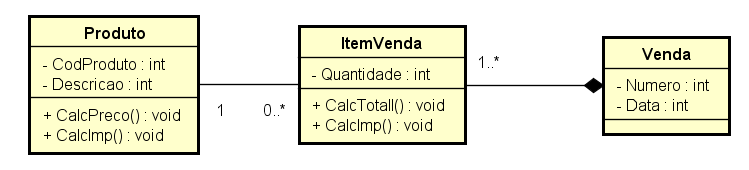 Produto
- CodProduto : int
- Descricao : int
+ CalcPreco() : void
+ CalcImp() : void
1
0..*
ItemVenda
- Quantidade : int
+ CalcTotall() : void
+ CalcImp() : void
1..*
Venda
- Numero : int
- Data : int